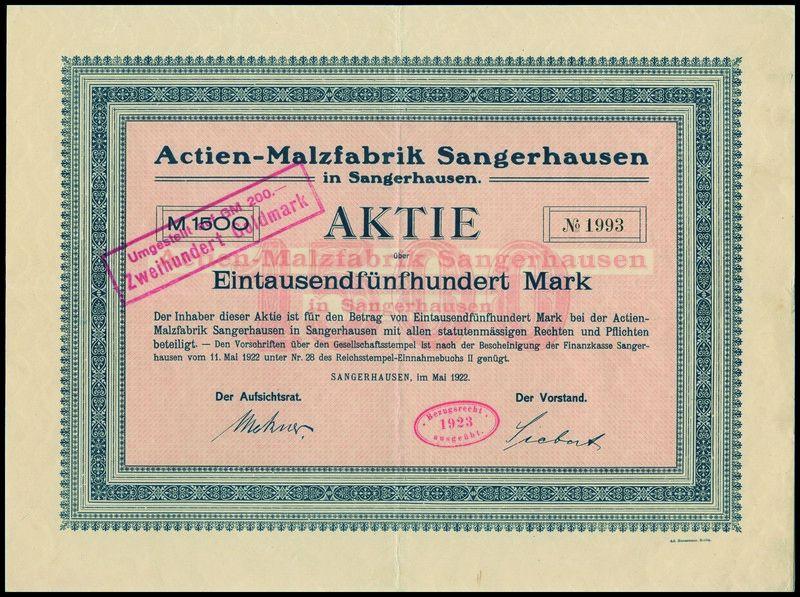 Actien-Malzfabrik Sangerhausen
in Sangerhausen.
M 1500
AKTIE
№ 1993
Umgestellt auf GM 200.—
Zweihundert Goldmark
über
1500
Actien-Malzfabrik Sangerhausen
in Sangerhausen
Eintausendfünfhundert Mark
Der Inhaber dieser Aktie ist für den Betrag von Eintausendfünfhundert Mark bei der Actien-
Malzfabrik Sangerhausen in Sangerhausen mit allen statutenmässigen Rechten und Pflichten
beteiligt. — Den Vorschriften über den Gesellschaftsstempel ist nach der Bescheinigung der Finanzkasse Sanger-
hausen vom 11. Mai 1922 unter Nr. 28 des Reichsstempel-Einnahmebuchs II genügt.
SANGERHAUSEN, im Mai 1922.
Der Aufsichtsrat.
Der Vorstand.
Bezugsrecht
1923
ausgeübt.
Siebert